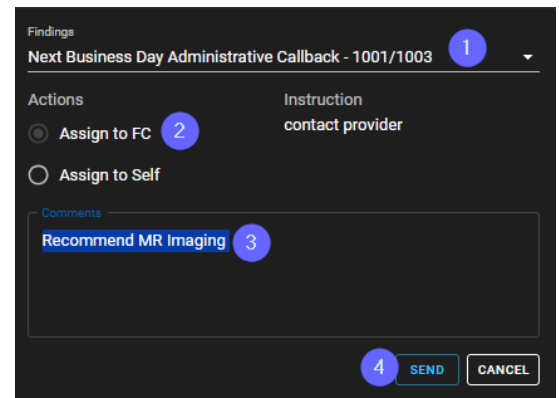 Findings
Next Business Day Administrative Callback - 1001/1003
1
Actions
Instruction
Assign to FC
2
contact provider
Assign to Self
Comments
Recommend MR Imaging
3
4
SEND
CANCEL